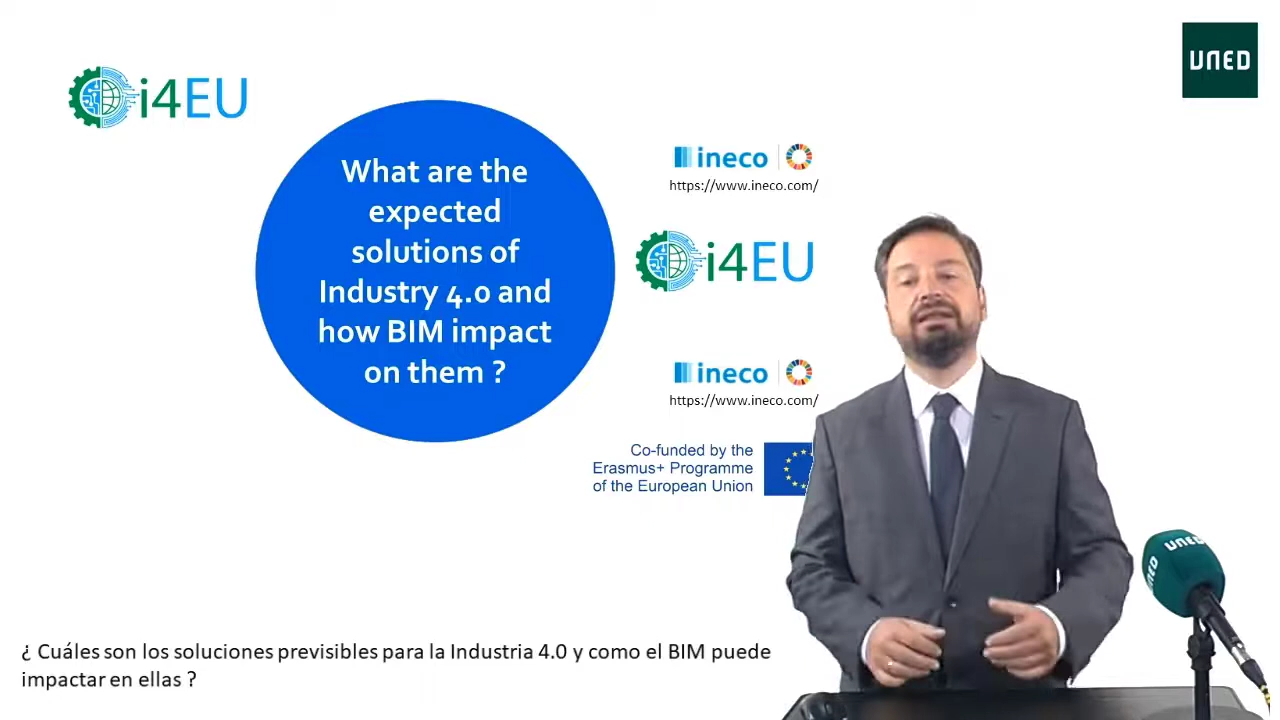 i4EU
UNED
What are the
expected
solutions of
Industry 4.0 and
how BIM impact
on them ?
ineco
https://www.ineco.com/
i4EU
ineco
https://www.ineco.com/
Co-funded by the
Erasmus+ Programme
of the European Union
UNED
UNED
¿ Cuáles son los soluciones previsibles para la Industria 4.0 y como el BIM puede
impactar en ellas ?